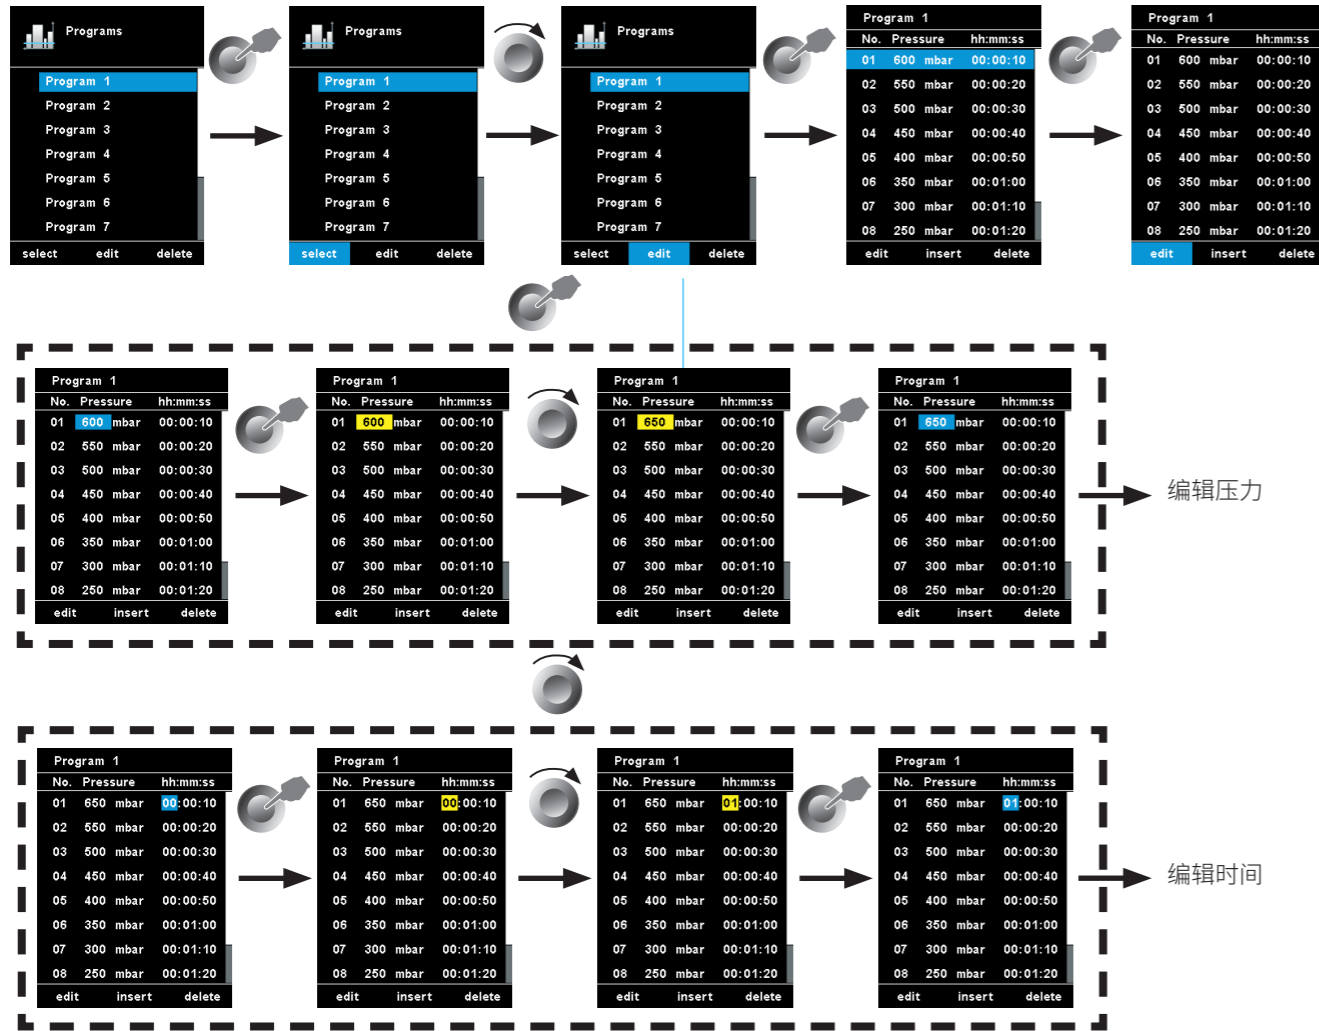 Programs
Program 1
Program 2
Program 3
Program 4
Program 5
Program 6
Program 7
select edit delete
Programs
Program 1
Program 2
Program 3
Program 4
Program 5
Program 6
Program 7
select edit delete
Programs
Program 1
Program 2
Program 3
Program 4
Program 5
Program 6
Program 7
select edit delete
Program 1
No. Pressure hh:mm:ss
01 600 mbar 00:00:10
02 550 mbar 00:00:20
03 500 mbar 00:00:30
04 450 mbar 00:00:40
05 400 mbar 00:00:50
06 350 mbar 00:01:00
07 300 mbar 00:01:10
08 250 mbar 00:01:20
edit insert delete
Program 1
No. Pressure hh:mm:ss
01 600 mbar 00:00:10
02 550 mbar 00:00:20
03 500 mbar 00:00:30
04 450 mbar 00:00:40
05 400 mbar 00:00:50
06 350 mbar 00:01:00
07 300 mbar 00:01:10
08 250 mbar 00:01:20
edit insert delete
Program 1
No. Pressure hh:mm:ss
01 600 mbar 00:00:10
02 550 mbar 00:00:20
03 500 mbar 00:00:30
04 450 mbar 00:00:40
05 400 mbar 00:00:50
06 350 mbar 00:01:00
07 300 mbar 00:01:10
08 250 mbar 00:01:20
edit insert delete
Program 1
No. Pressure hh:mm:ss
01 600 mbar 00:00:10
02 550 mbar 00:00:20
03 500 mbar 00:00:30
04 450 mbar 00:00:40
05 400 mbar 00:00:50
06 350 mbar 00:01:00
07 300 mbar 00:01:10
08 250 mbar 00:01:20
edit insert delete
Program 1
No. Pressure hh:mm:ss
01 650 mbar 00:00:10
02 550 mbar 00:00:20
03 500 mbar 00:00:30
04 450 mbar 00:00:40
05 400 mbar 00:00:50
06 350 mbar 00:01:00
07 300 mbar 00:01:10
08 250 mbar 00:01:20
edit insert delete
Program 1
No. Pressure hh:mm:ss
01 650 mbar 00:00:10
02 550 mbar 00:00:20
03 500 mbar 00:00:30
04 450 mbar 00:00:40
05 400 mbar 00:00:50
06 350 mbar 00:01:00
07 300 mbar 00:01:10
08 250 mbar 00:01:20
edit insert delete
编辑压力
Program 1
No. Pressure hh:mm:ss
01 650 mbar 00:00:10
02 550 mbar 00:00:20
03 500 mbar 00:00:30
04 450 mbar 00:00:40
05 400 mbar 00:00:50
06 350 mbar 00:01:00
07 300 mbar 00:01:10
08 250 mbar 00:01:20
edit insert delete
Program 1
No. Pressure hh:mm:ss
01 650 mbar 00:00:10
02 550 mbar 00:00:20
03 500 mbar 00:00:30
04 450 mbar 00:00:40
05 400 mbar 00:00:50
06 350 mbar 00:01:00
07 300 mbar 00:01:10
08 250 mbar 00:01:20
edit insert delete
Program 1
No. Pressure hh:mm:ss
01 650 mbar 01:00:10
02 550 mbar 00:00:20
03 500 mbar 00:00:30
04 450 mbar 00:00:40
05 400 mbar 00:00:50
06 350 mbar 00:01:00
07 300 mbar 00:01:10
08 250 mbar 00:01:20
edit insert delete
Program 1
No. Pressure hh:mm:ss
01 650 mbar 01:00:10
02 550 mbar 00:00:20
03 500 mbar 00:00:30
04 450 mbar 00:00:40
05 400 mbar 00:00:50
06 350 mbar 00:01:00
07 300 mbar 00:01:10
08 250 mbar 00:01:20
edit insert delete
编辑时间